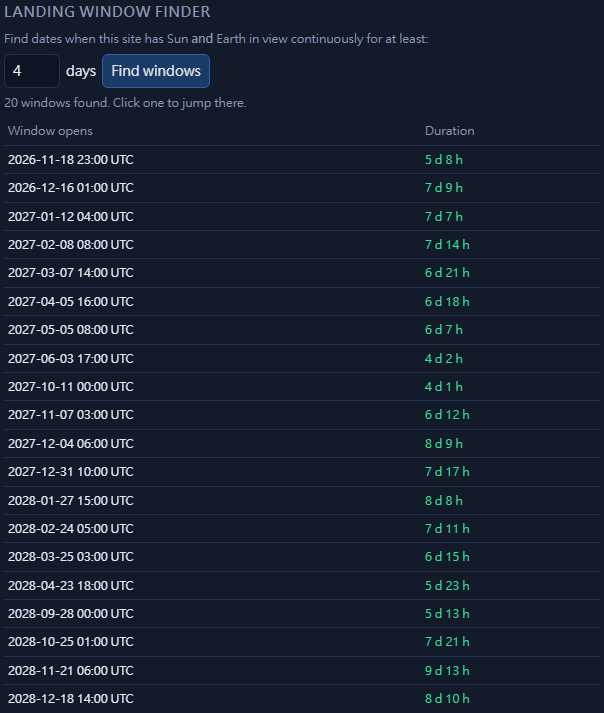 LANDING WINDOW FINDER
Find dates when this site has Sun and Earth in view continuously for at least:
4 days Find windows
20 windows found. Click one to jump there.
Window opens Duration
2026-11-18 23:00 UTC 5 d 8 h
2026-12-16 01:00 UTC 7 d 9 h
2027-01-12 04:00 UTC 7 d 7 h
2027-02-08 08:00 UTC 7 d 14 h
2027-03-07 14:00 UTC 6 d 21 h
2027-04-05 16:00 UTC 6 d 18 h
2027-05-05 08:00 UTC 6 d 7 h
2027-06-03 17:00 UTC 4 d 2 h
2027-10-11 00:00 UTC 4 d 1 h
2027-11-07 03:00 UTC 6 d 12 h
2027-12-04 06:00 UTC 8 d 9 h
2027-12-31 10:00 UTC 7 d 17 h
2028-01-27 15:00 UTC 8 d 8 h
2028-02-24 05:00 UTC 7 d 11 h
2028-03-25 03:00 UTC 6 d 15 h
2028-04-23 18:00 UTC 5 d 23 h
2028-09-28 00:00 UTC 5 d 13 h
2028-10-25 01:00 UTC 7 d 21 h
2028-11-21 06:00 UTC 9 d 13 h
2028-12-18 14:00 UTC 8 d 10 h